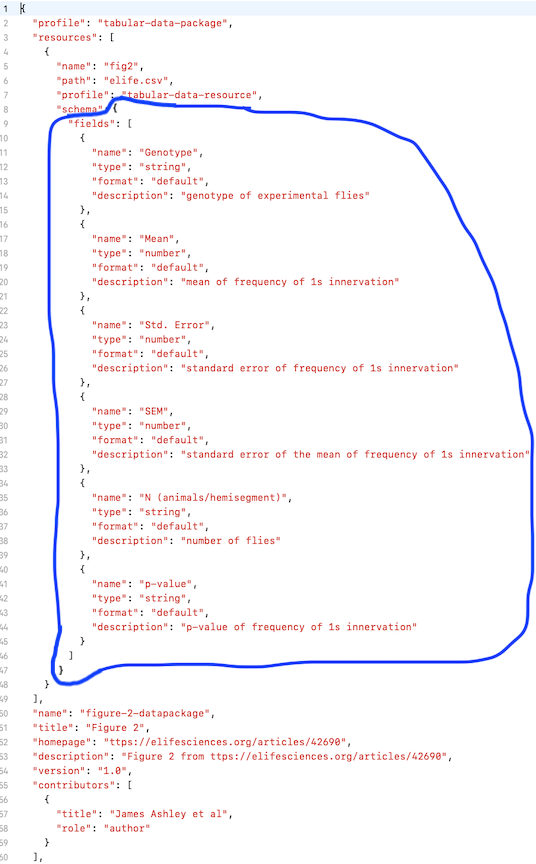 1 {
2 "profile": "tabular-data-package",
3 "resources": [
4 {
5 "name": "fig2",
6 "path": "elife.csv",
7 "profile": "tabular-data-resource",
8 "schema": {
9 "fields": [
10 {
11 "name": "Genotype",
12 "type": "string",
13 "format": "default",
14 "description": "genotype of experimental flies"
15 },
16 {
17 "name": "Mean",
18 "type": "number",
19 "format": "default",
20 "description": "mean of frequency of 1s innervation"
21 },
22 {
23 "name": "Std. Error",
24 "type": "number",
25 "format": "default",
26 "description": "standard error of frequency of 1s innervation"
27 },
28 {
29 "name": "SEM",
30 "type": "number",
31 "format": "default",
32 "description": "standard error of the mean of frequency of 1s innervation"
33 },
34 {
35 "name": "N (animals/hemisegment)",
36 "type": "string",
37 "format": "default",
38 "description": "number of flies"
39 },
40 {
41 "name": "p-value",
42 "type": "string",
43 "format": "default",
44 "description": "p-value of frequency of 1s innervation"
45 }
46 ]
47 }
48 }
49 ],
50 "name": "figure-2-datapackage",
51 "title": "Figure 2",
52 "homepage": "ttps://elifesciences.org/articles/42690",
53 "description": "Figure 2 from ttps://elifesciences.org/articles/42690",
54 "version": "1.0",
55 "contributors": [
56 {
57 "title": "James Ashley et al",
58 "role": "author"
59 }
60 ],